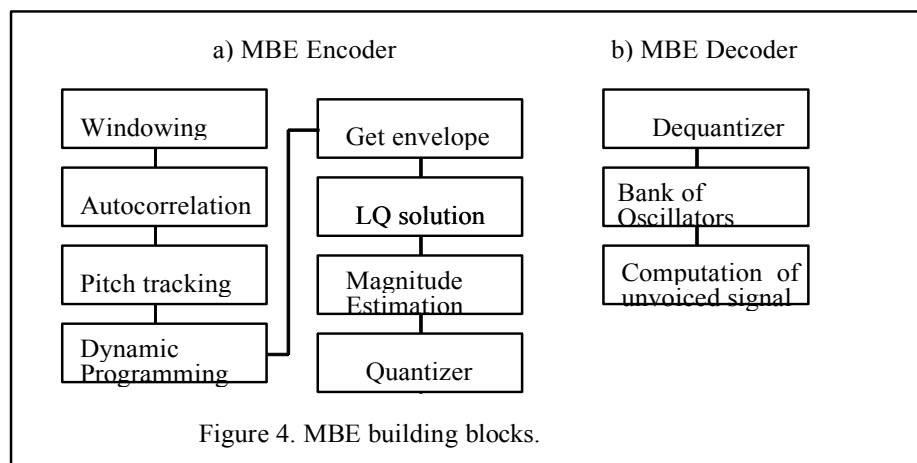 a) MBE Encoder
Windowing
Autocorrelation
Pitch tracking
Dynamic
Programming
Get envelope
LQ solution
Magnitude
Estimation
Quantizer
b) MBE Decoder
Dequantizer
Bank of
Oscillators
Computation of
unvoiced signal
Figure 4. MBE building blocks.